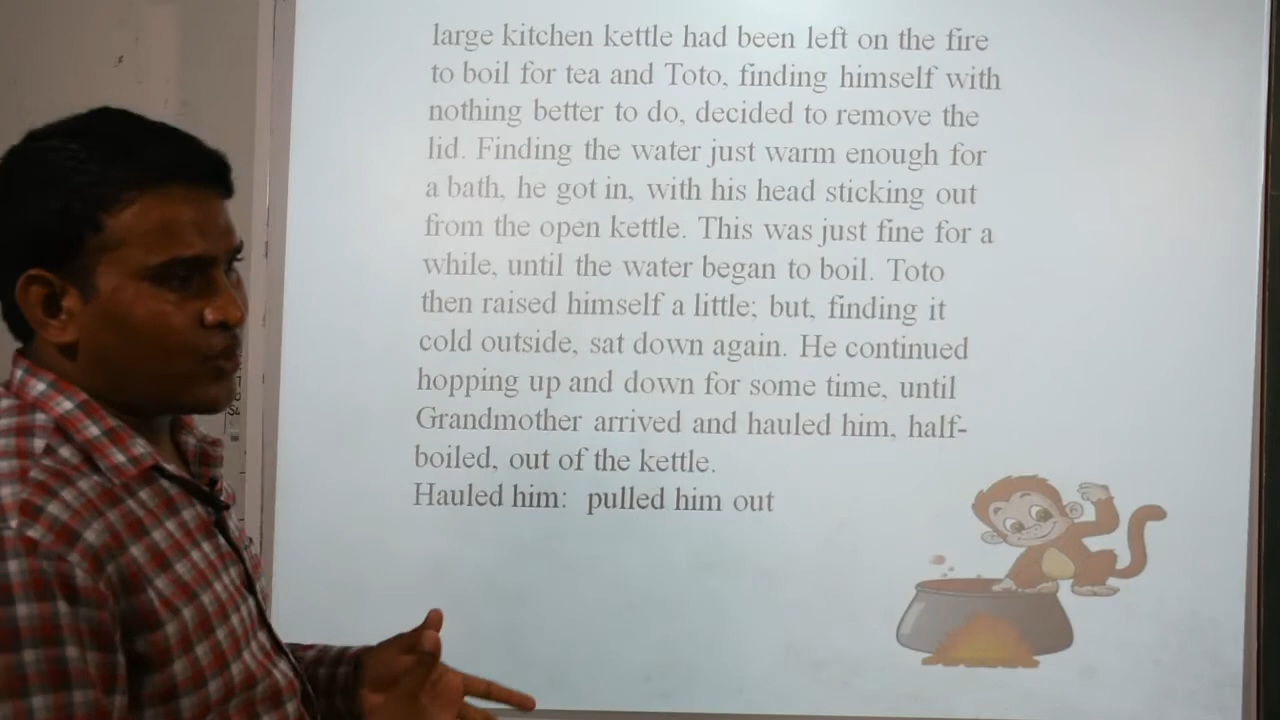 large kitchen kettle had been left on the fire
to boil for tea and Toto, finding himself with
nothing better to do, decided to remove the
lid. Finding the water just warm enough for
a bath, he got in, with his head sticking out
from the open kettle. This was just fine for a
while, until the water began to boil. Toto
then raised himself a little; but, finding it
cold outside, sat down again. He continued
hopping up and down for some time, until
Grandmother arrived and hauled him, half-
boiled, out of the kettle.
Hauled him: pulled him out